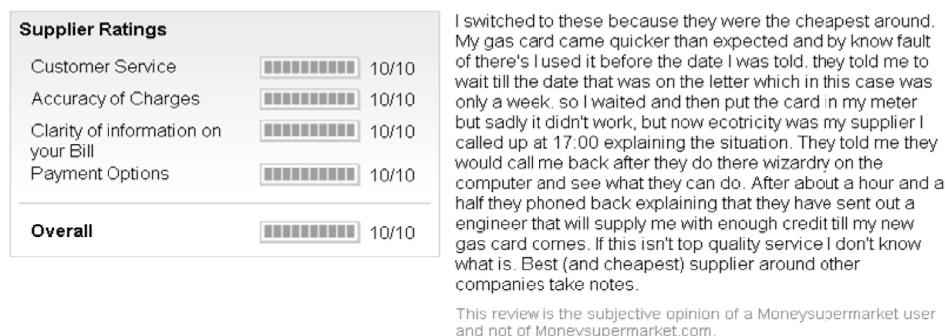 Supplier Ratings
Customer Service 10/10
Accuracy of Charges 10/10
Clarity of information on 10/10
your Bill
Payment Options 10/10
Overall 10/10
I switched to these because they were the cheapest around.
My gas card came quicker than expected and by know fault
of there's I used it before the date I was told. they told me to
wait till the date that was on the letter which in this case was
only a week. so I waited and then put the card in my meter
but sadly it didn't work, but now ecotricity was my supplier I
called up at 17:00 explaining the situation. They told me they
would call me back after they do there wizardry on the
computer and see what they can do. After about a hour and a
half they phoned back explaining that they have sent out a
engineer that will supply me with enough credit till my new
gas card comes. If this isn't top quality service I don't know
what is. Best (and cheapest) supplier around other
companies take notes.
This review is the subjective opinion of a Moneysupermarket user
and not of Moneysupermarket.com.